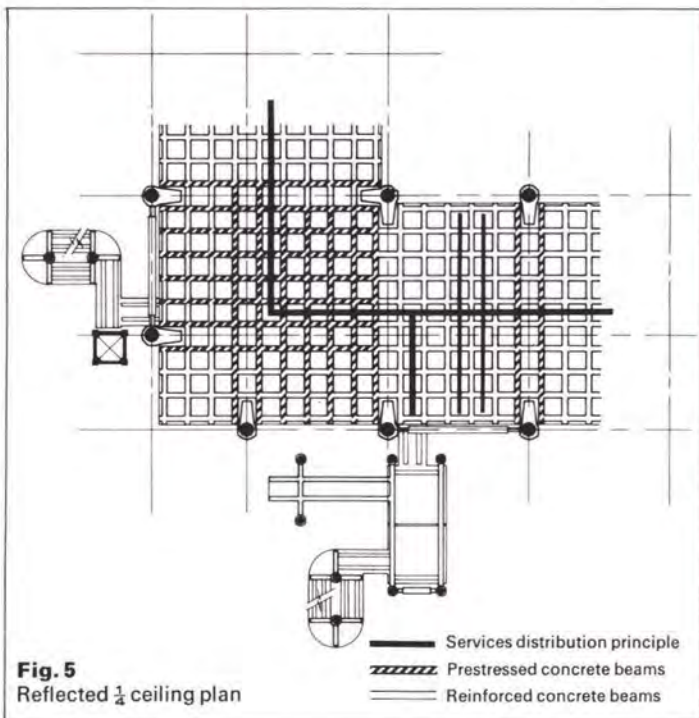 Services distribution principle
Prestressed concrete beams
Reinforced concrete beams
Fig. 5
Reflected ¼ ceiling plan